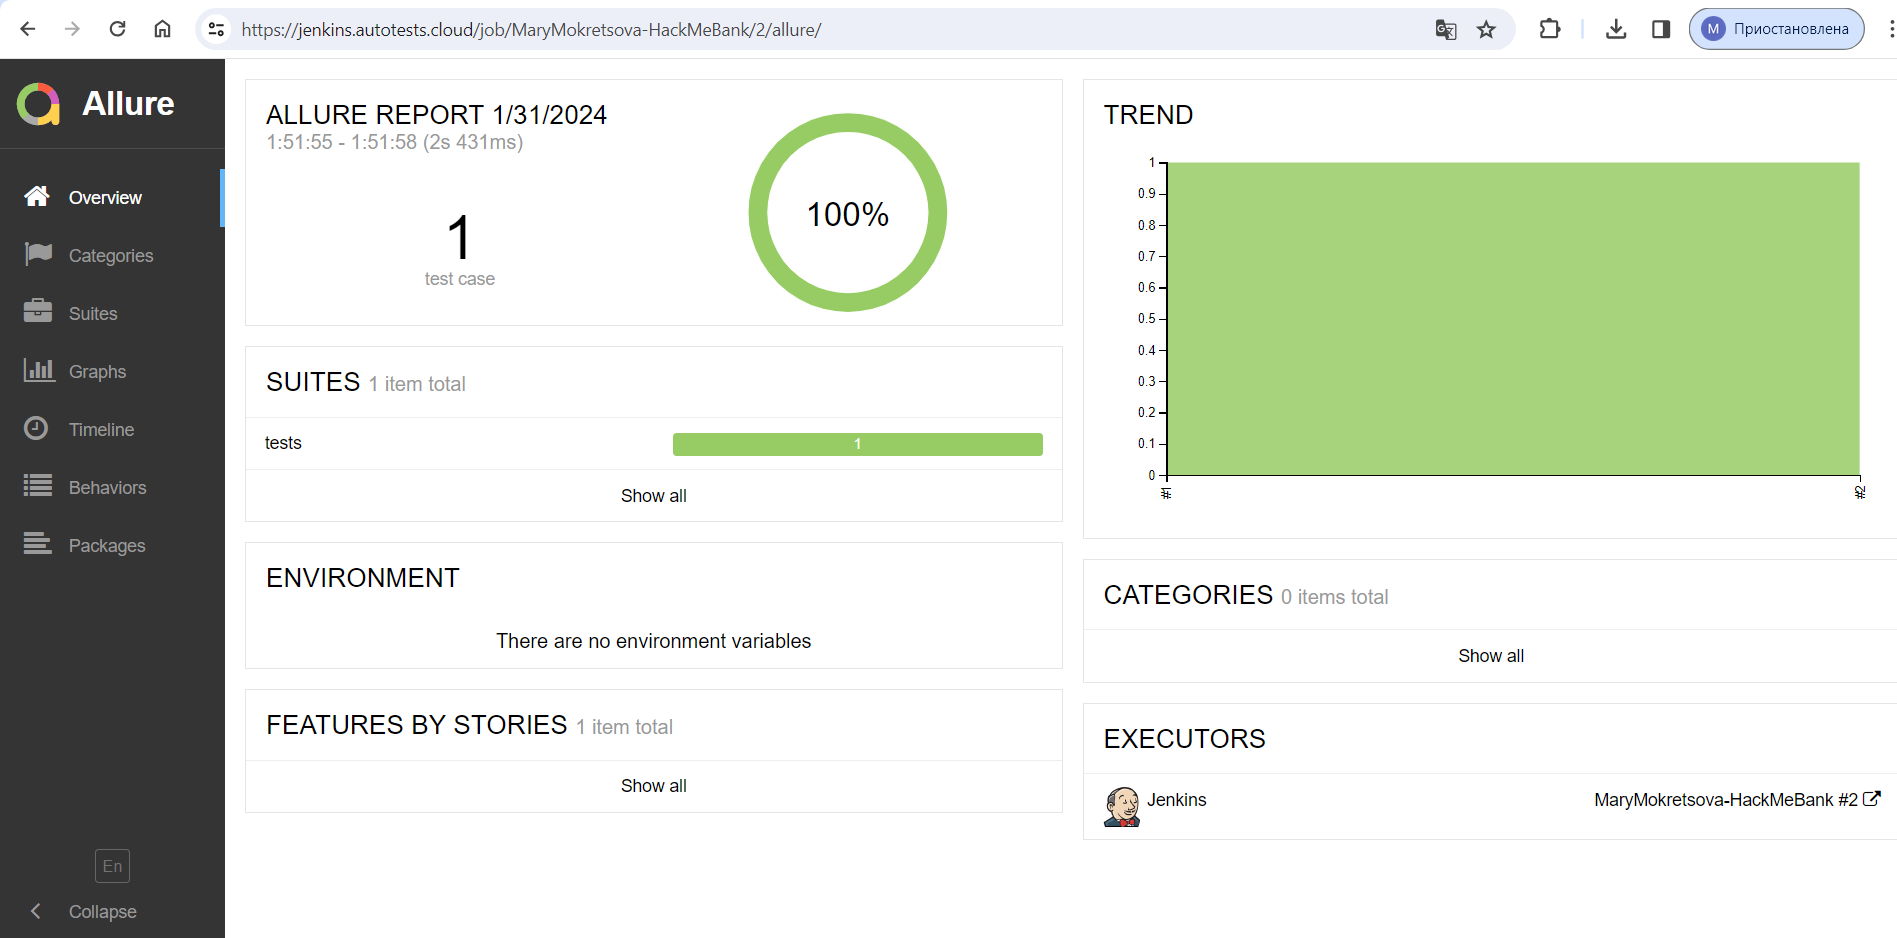 https://jenkins.autotests.cloud/job/MaryMokretsova-HackMeBank/2/allure/
M Приостановлена
Allure
Overview
Categories
Suites
Graphs
Timeline
Behaviors
Packages
En
Collapse
ALLURE REPORT 1/31/2024
1:51:55 - 1:51:58 (2s 431ms)
1
test case
100%
SUITES 1 item total
tests 1
Show all
ENVIRONMENT
There are no environment variables
FEATURES BY STORIES 1 item total
Show all
TREND
1
0.9
0.8
0.7
0.6
0.5
0.4
0.3
0.2
0.1
0
#1 #2
CATEGORIES 0 items total
Show all
EXECUTORS
Jenkins MaryMokretsova-HackMeBank #2